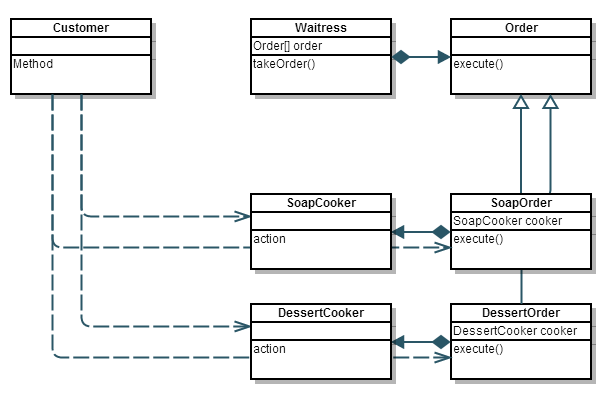 Customer
Method
Waitress
Order[] order
takeOrder()
Order
execute()
SoapCooker
action
SoapOrder
SoapCooker cooker
execute()
DessertCooker
action
DessertOrder
DessertCooker cooker
execute()